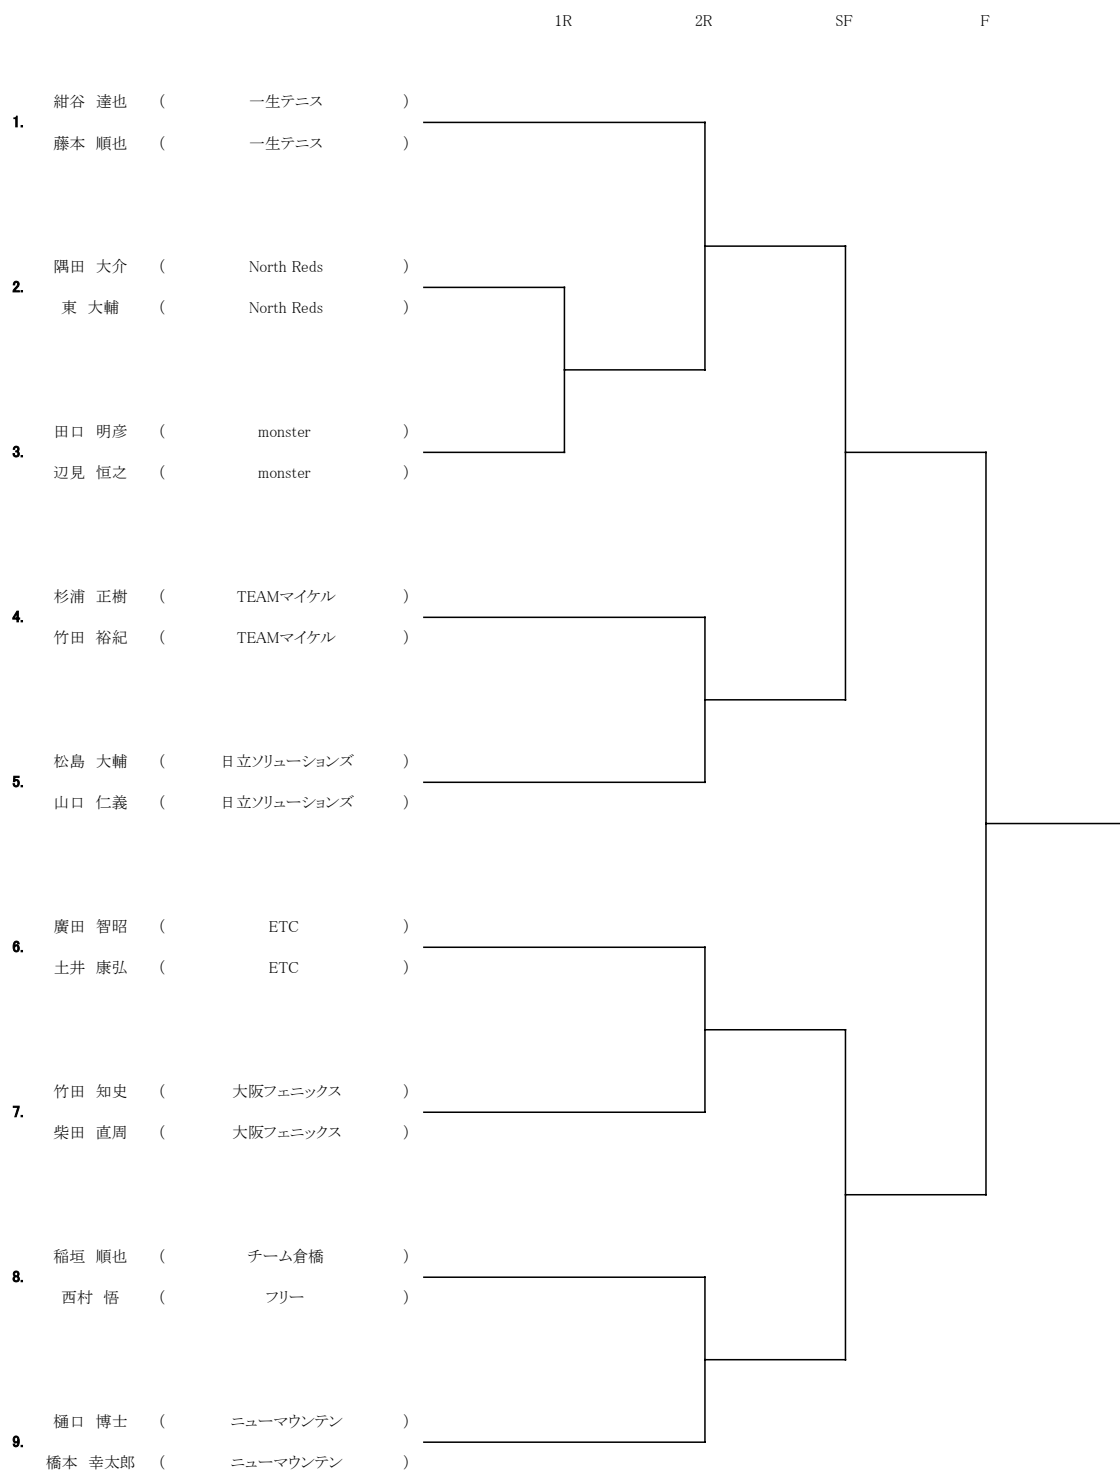 1R 2R SF F
紺谷 達也 ( 一生テニス )
1.
藤本 順也 ( 一生テニス )
隅田 大介 ( North Reds )
2.
東 大輔 ( North Reds )
田口 明彦 ( monster )
3.
辺見 恒之 ( monster )
杉浦 正樹 ( TEAMマイケル )
4.
竹田 裕紀 ( TEAMマイケル )
松島 大輔 ( 日立ソリューションズ )
5.
山口 仁義 ( 日立ソリューションズ )
廣田 智昭 ( ETC )
6.
土井 康弘 ( ETC )
竹田 知史 ( 大阪フェニックス )
7.
柴田 直周 ( 大阪フェニックス )
稲垣 順也 ( チーム倉橋 )
8.
西村 悟 ( フリー )
樋口 博士 ( ニューマウンテン )
9.
橋本 幸太郎 ( ニューマウンテン )